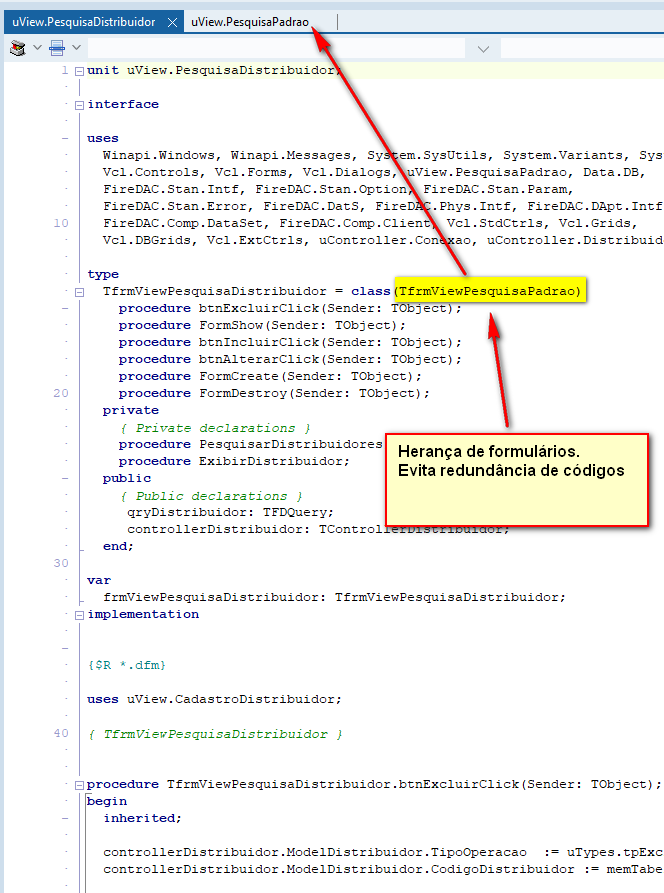 uView.PesquisaDistribuidor uView.PesquisaPadrao
1 unit uView.PesquisaDistribuidor;
interface
uses
Winapi.Windows, Winapi.Messages, System.SysUtils, System.Variants, Sys
Vcl.Controls, Vcl.Forms, Vcl.Dialogs, uView.PesquisaPadrao, Data.DB,
FireDAC.Stan.Intf, FireDAC.Stan.Option, FireDAC.Stan.Param,
FireDAC.Stan.Error, FireDAC.DatS, FireDAC.Phys.Intf, FireDAC.DApt.Intf
10 FireDAC.Comp.DataSet, FireDAC.Comp.Client, Vcl.StdCtrls, Vcl.Grids,
Vcl.DBGrids, Vcl.ExtCtrls, uController.Conexao, uController.Distribuid
type
TfrmViewPesquisaDistribuidor = class(TfrmViewPesquisaPadrao)
procedure btnExcluirClick(Sender: TObject);
procedure FormShow(Sender: TObject);
procedure btnIncluirClick(Sender: TObject);
procedure btnAlterarClick(Sender: TObject);
procedure FormCreate(Sender: TObject);
20 procedure FormDestroy(Sender: TObject);
private
{ Private declarations }
procedure PesquisarDistribuidores
procedure ExibirDistribuidor;
public
{ Public declarations }
qryDistribuidor: TFDQuery;
controllerDistribuidor: TControllerDistribuidor;
end;
Herança de formulários.
Evita redundância de códigos
30
var
frmViewPesquisaDistribuidor: TfrmViewPesquisaDistribuidor;
implementation
{$R *.dfm}
uses uView.CadastroDistribuidor;
40 { TfrmViewPesquisaDistribuidor }
procedure TfrmViewPesquisaDistribuidor.btnExcluirClick(Sender: TObject);
begin
inherited;
controllerDistribuidor.ModelDistribuidor.TipoOperacao := uTypes.tpExc
controllerDistribuidor.ModelDistribuidor.CodigoDistribuidor := memTabe